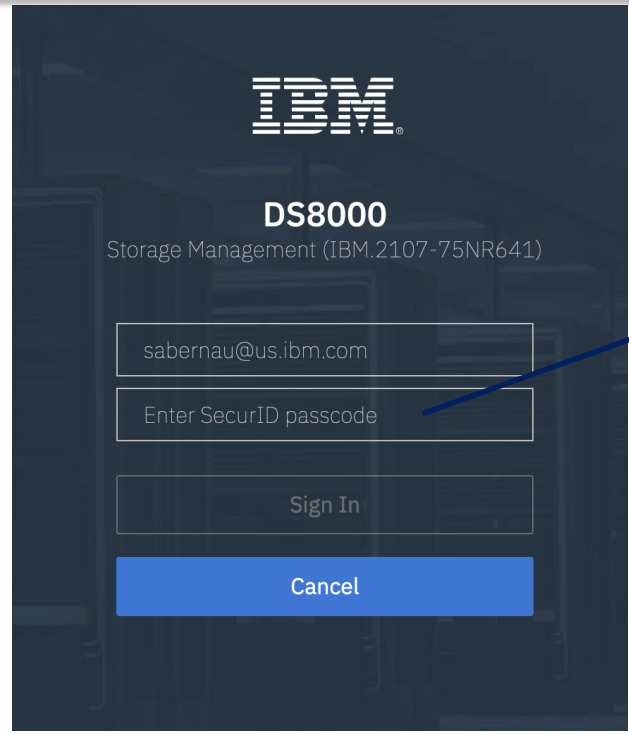 IBM®
DS8000
Storage Management (IBM.2107-75NR641)
sabernau@us.ibm.com
Enter SecurID passcode
Sign In
Cancel